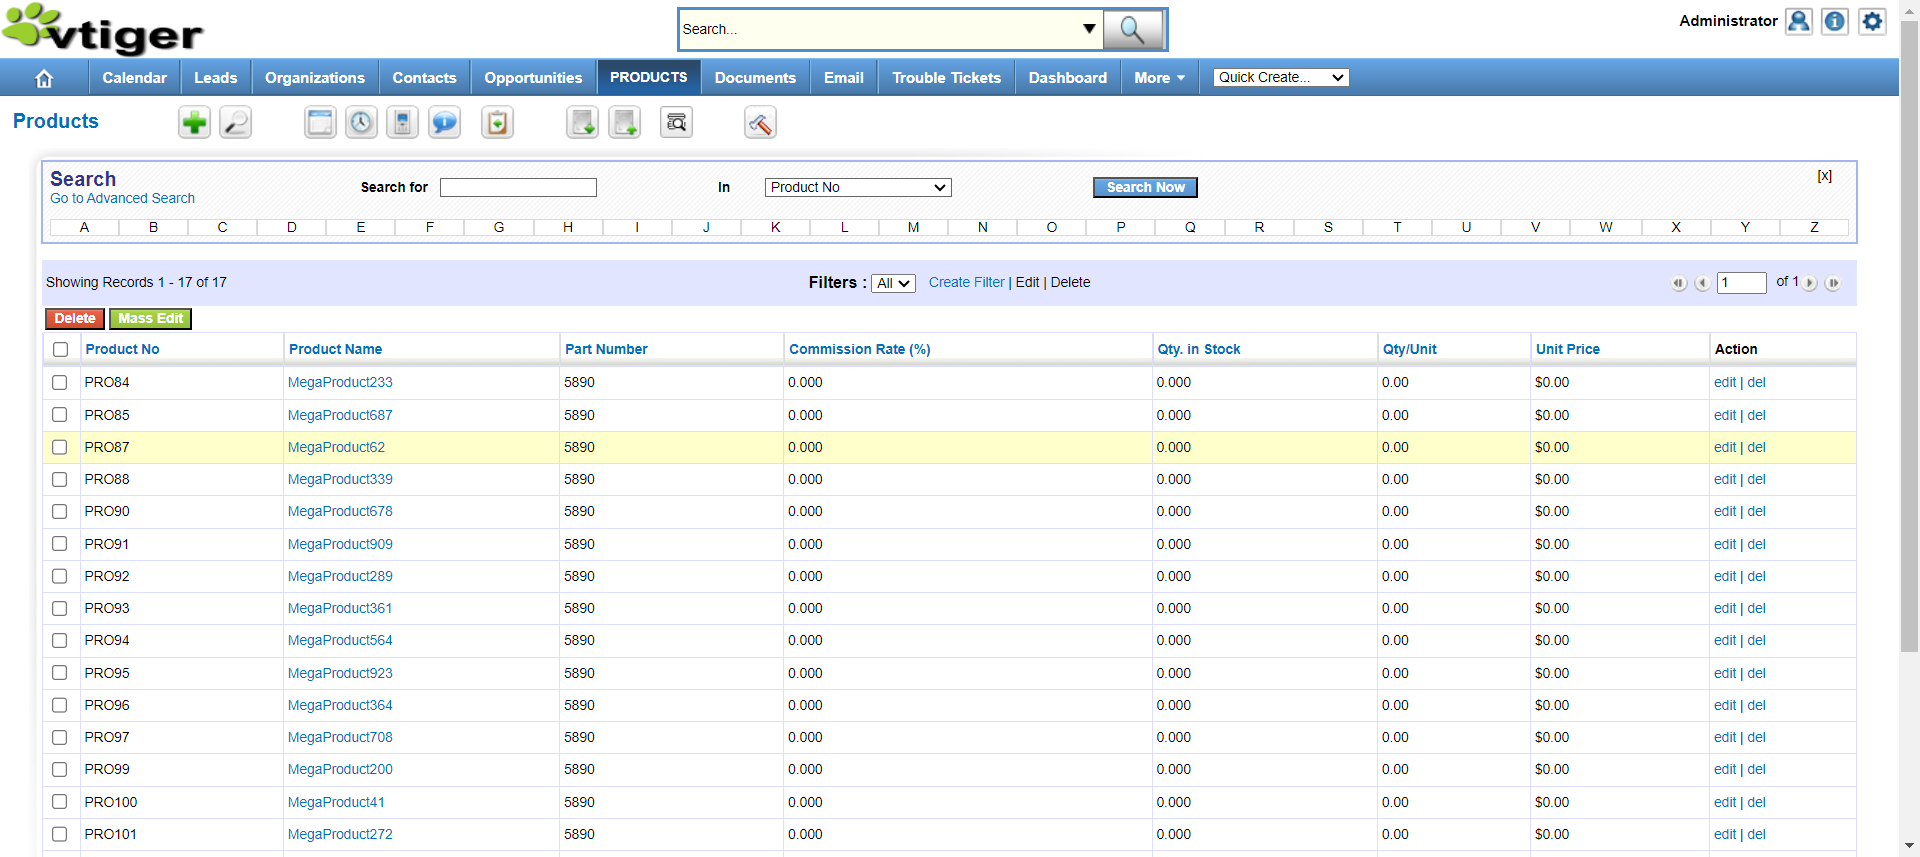 vtiger
Search...
Administrator
Calendar Leads Organizations Contacts Opportunities PRODUCTS Documents Email Trouble Tickets Dashboard More Quick Create...
Products
Search
Go to Advanced Search
Search for In Product No Search Now [x]
A B C D E F G H I J K L M N O P Q R S T U V W X Y Z
Showing Records 1 - 17 of 17 Filters : All Create Filter | Edit | Delete 1 of 1
Delete Mass Edit
Product No Product Name Part Number Commission Rate (%) Qty. in Stock Qty/Unit Unit Price Action
PRO84 MegaProduct233 5890 0.000 0.000 0.00 $0.00 edit | del
PRO85 MegaProduct687 5890 0.000 0.000 0.00 $0.00 edit | del
PRO87 MegaProduct62 5890 0.000 0.000 0.00 $0.00 edit | del
PRO88 MegaProduct339 5890 0.000 0.000 0.00 $0.00 edit | del
PRO90 MegaProduct678 5890 0.000 0.000 0.00 $0.00 edit | del
PRO91 MegaProduct909 5890 0.000 0.000 0.00 $0.00 edit | del
PRO92 MegaProduct289 5890 0.000 0.000 0.00 $0.00 edit | del
PRO93 MegaProduct361 5890 0.000 0.000 0.00 $0.00 edit | del
PRO94 MegaProduct564 5890 0.000 0.000 0.00 $0.00 edit | del
PRO95 MegaProduct923 5890 0.000 0.000 0.00 $0.00 edit | del
PRO96 MegaProduct364 5890 0.000 0.000 0.00 $0.00 edit | del
PRO97 MegaProduct708 5890 0.000 0.000 0.00 $0.00 edit | del
PRO99 MegaProduct200 5890 0.000 0.000 0.00 $0.00 edit | del
PRO100 MegaProduct41 5890 0.000 0.000 0.00 $0.00 edit | del
PRO101 MegaProduct272 5890 0.000 0.000 0.00 $0.00 edit | del